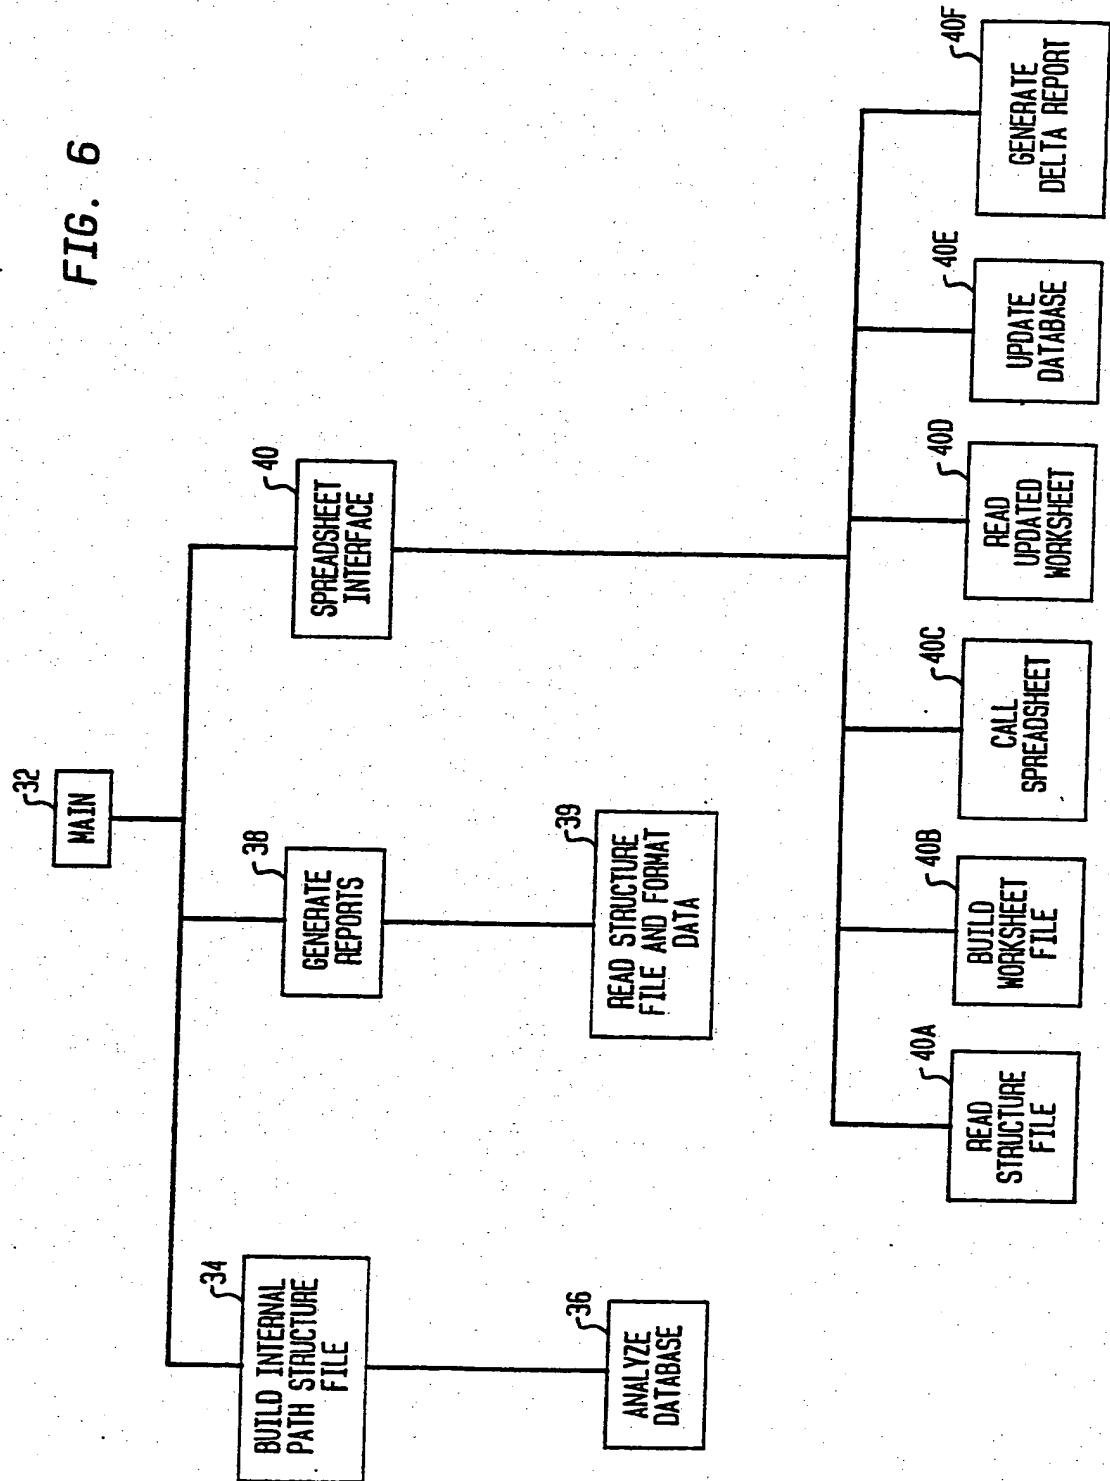 FIG. 6
32
MAIN
34
BUILD INTERNAL
PATH STRUCTURE
FILE
38
GENERATE
REPORTS
40
SPREADSHEET
INTERFACE
36
ANALYZE
DATABASE
39
READ STRUCTURE
FILE AND FORMAT
DATA
40A
READ
STRUCTURE
FILE
40B
BUILD
WORKSHEET
FILE
40C
CALL
SPREADSHEET
40D
READ
UPDATED
WORKSHEET
40E
UPDATE
DATABASE
40F
GENERATE
DELTA REPORT